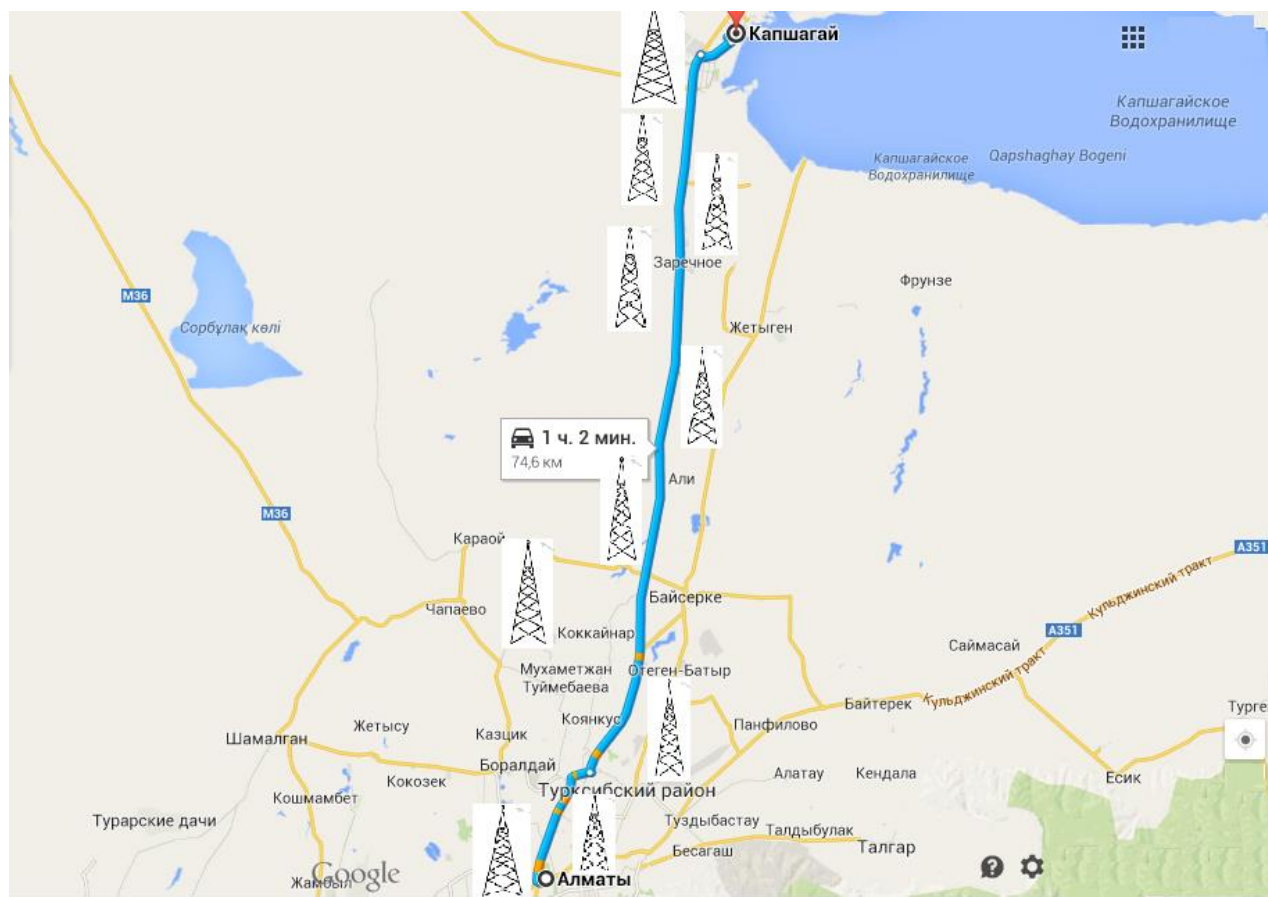 Капшагай
Капшагайское
Водохранилище
Капшагайское
Водохранилище
Qapshaghay Bogeni
Заречное
Фрунзе
M36
Сорбұлақ көлі
Жетыген
1 ч. 2 мин.
74,6 км
Али
M36
Караой
A351
Кульджинский тракт
Байсерке
Чапаево
Коккайнар
A351
Саймасай
Мухаметжан
Туймебаева
Отеген-Батыр
Кульджинский тракт
Байтерек
Турге
Коянкус
Панфилово
Жетысу
Казцик
Шамалган
Боралдай
Кокозек
Алатау
Кендала
Есик
Турксибский район
Кошмамбет
Турарские дачи
Туздыбастау
Талдыбулак
Бесагаш
Талгар
Google
Жамбыл
Алматы
?